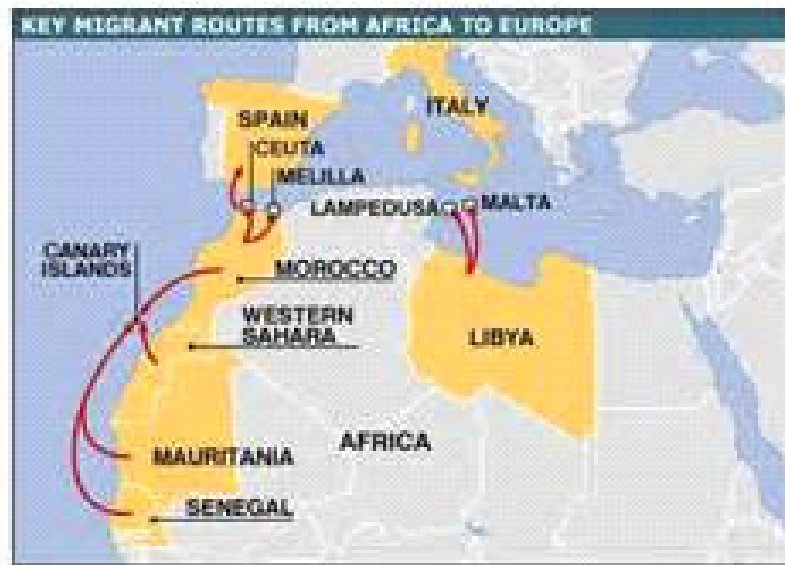 KEY MIGRANT ROUTES FROM AFRICA TO EUROPE
ITALY
SPAIN
CEUTA
MELILLA
LAMPEDUSA
MALTA
CANARY
ISLANDS
MOROCCO
WESTERN
SAHARA
LIBYA
AFRICA
MAURITANIA
SENEGAL